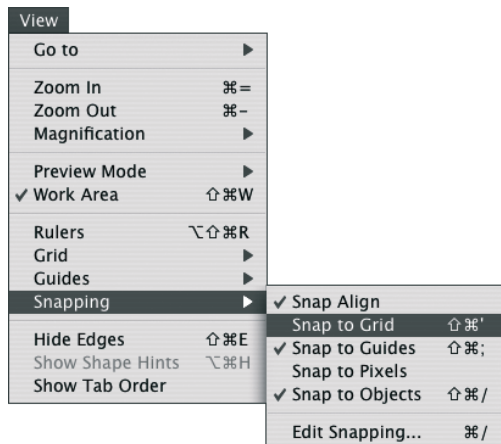 View
Go to ▶
Zoom In ⌘=
Zoom Out ⌘-
Magnification ▶
Preview Mode ▶
✓ Work Area ⇧⌘W
Rulers ⌥⇧⌘R
Grid ▶
Guides ▶
Snapping ▶
Hide Edges ⇧⌘E
Show Shape Hints ⌥⌘H
Show Tab Order
✓ Snap Align
Snap to Grid ⇧⌘'
✓ Snap to Guides ⇧⌘;
Snap to Pixels
✓ Snap to Objects ⇧⌘/
Edit Snapping... ⌘/